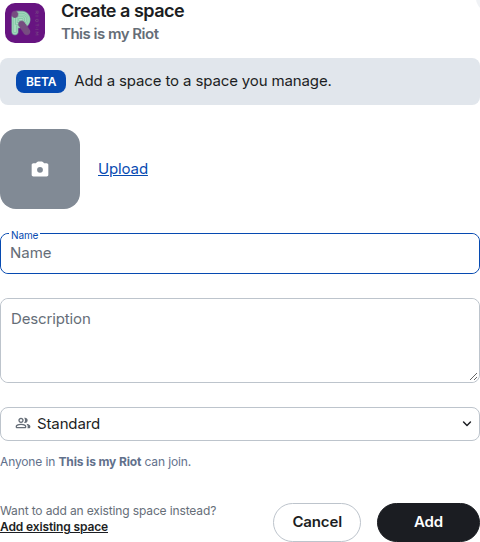 Create a space
This is my Riot
BETA Add a space to a space you manage.
Upload
Name
Name
Description
Standard
Anyone in This is my Riot can join.
Want to add an existing space instead?
Add existing space
Cancel
Add